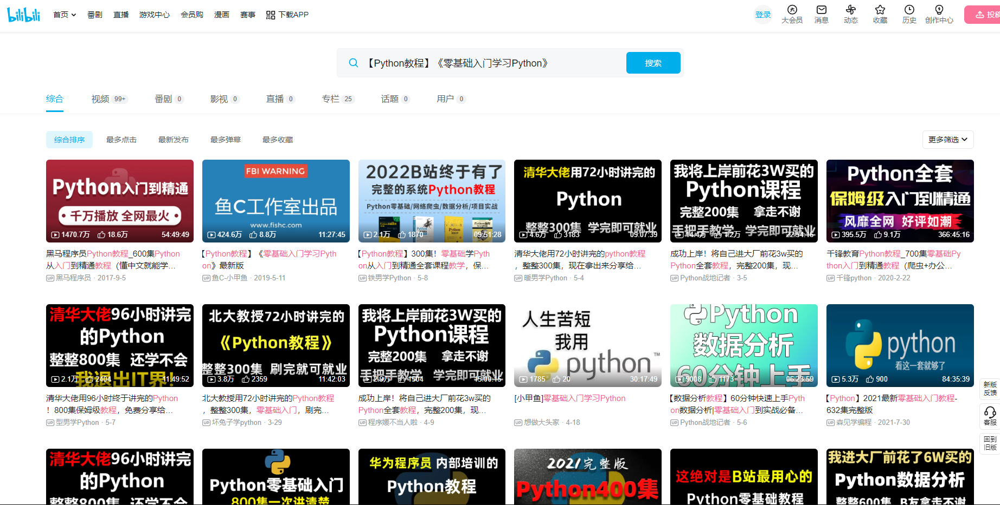 bilibili
首页 番剧 直播 游戏中心 会员购 漫画 赛事 下载APP
登录 大会员 消息 动态 收藏 历史 创作中心 投稿
【Python教程】《零基础入门学习Python》 搜索
综合 视频 99+ 番剧 0 影视 0 直播 0 专栏 25 话题 0 用户 0
综合排序 最多点击 最新发布 最多弹幕 最多收藏 更多筛选
Python入门到精通
千万播放 全网最火
1470.7万 18.6万 54:49:49
黑马程序员Python教程_600集Python
从入门到精通教程（懂中文就能学…
UP 黑马程序员 · 2017-9-5
FBI WARNING
鱼C工作室出品
www.fishc.com
424.6万 8.8万 11:27:45
【Python教程】《零基础入门学习Pyth
on》最新版
UP 鱼C-小甲鱼 · 2019-5-11
2022B站终于有了
完整的系统Python教程
Python零基础/网络爬虫/数据分析/项目实战
2.1万 1870 09:51:28
【Python教程】300集！零基础学Pyth
on从入门到精通全套课程教学，保…
UP 铁男学Python · 5-8
清华大佬用72小时讲完的
Python
整整300集 学完即可就业
4.6万 3183 09:07:39
清华大佬用72小时讲完的python教程
，整整300集，现在拿出来分享给…
UP 暖男学Python · 5-4
我将上岸前花3W买的
Python课程
完整200集 拿走不谢
手把手教学 学完即可就业
14.4万 1.2万 22:54:16
成功上岸！将自己进大厂前花3w买的
Python全套教程，完整200集，现…
UP Python战地记者 · 3-5
Python全套
保姆级入门到精通
风靡全网 好评如潮
395.5万 9.1万 366:45:16
千锋教育Python教程_700集零基础Py
thon入门到精通教程（爬虫+办公…
UP 千锋python · 2020-2-22
清华大佬96小时讲完
的Python
整整800集 还学不会
我退出IT界!
2.1万 2404 11:49:52
清华大佬用96小时终于讲完的Python
！800集保姆级教程，免费分享给…
UP 型男学Python · 5-7
北大教授72小时讲完的
《Python教程》
整整300集 刷完就可就业
3.8万 2359 11:42:03
北大教授用72小时讲完的Python教程
，整整300集，零基础入门，刷完…
UP 坏兔子学python · 3-29
我将上岸前花3W买的
Python课程
完整200集 拿走不谢
手把手教学 学完即可就业
2.9万 1504 15:00:15
成功上岸！将自己进大厂前花3w买的
Python全套教程，完整200集，现…
UP 程序媛不当人啦 · 4-9
人生苦短
我用
python™
1785 20 30:17:49
[小甲鱼]零基础入门学习Python
UP 想做大头家 · 4-18
Python
数据分析
60分钟上手
9008 1173 06:23:59
【数据分析教程】60分钟快速上手Pyth
on数据分析|零基础入门到实战必备…
UP Python战地记者 · 5-6
python
看这一套就够了
5.3万 900 84:35:39
【Python】2021最新零基础入门教程-
632集完整版
UP 森见学编程 · 2021-7-30
清华大佬96小时讲完
的Python
整整800集 还学不会
Python零基础入门
800集一次讲清楚
华为程序员 内部培训的
Python教程
2021完整版
Python400集
这绝对是B站最用心的
Python零基础教程
我进大厂前花了6W买的
Python数据分析
整整600集 B友拿走不谢
新版
反馈
客服
回到
旧版